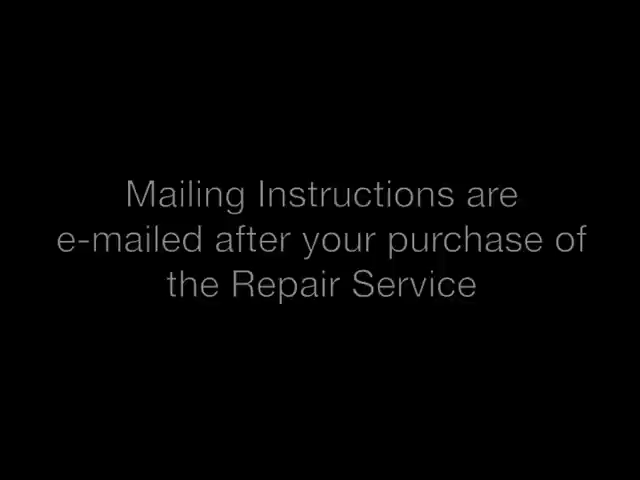 Mailing Instructions are
e-mailed after your purchase of
the Repair Service